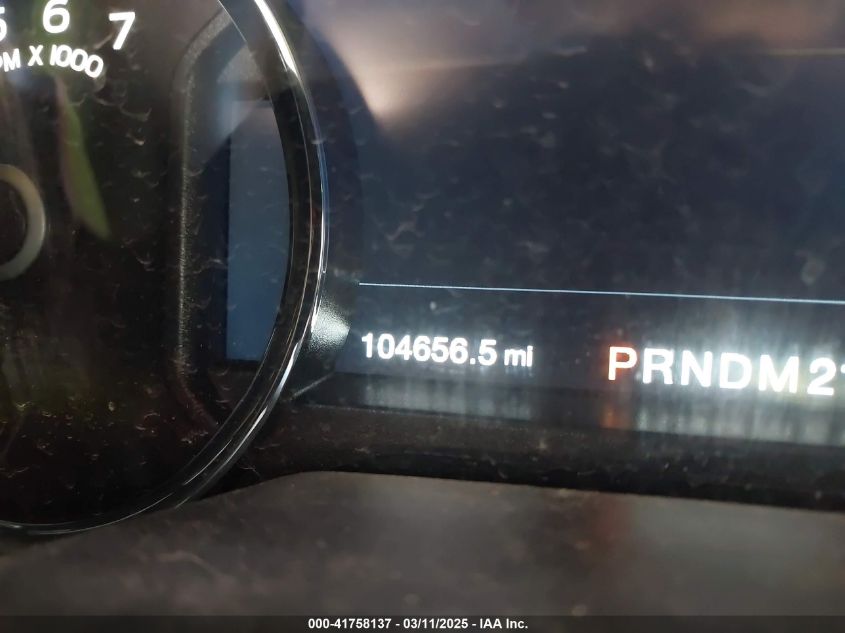 6 7
X 1000
104656.5 mi
PRNDM2
000-41758137 - 03/11/2025 - IAA Inc.